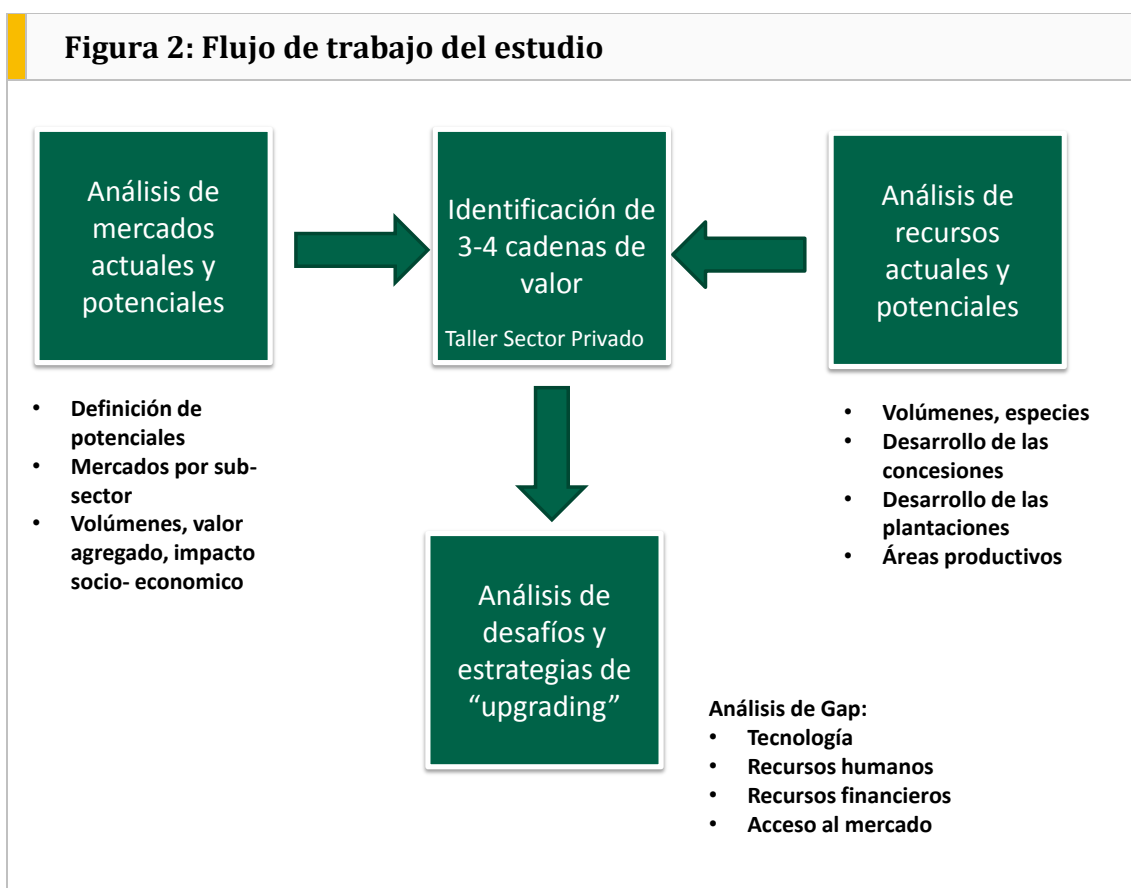 Figura 2: Flujo de trabajo del estudio
Análisis de
mercados
actuales y
potenciales
Identificación de
3-4 cadenas de
valor
Taller Sector Privado
Análisis de
recursos
actuales y
potenciales
• Definición de
potenciales
• Mercados por sub-
sector
• Volúmenes, valor
agregado, impacto
socio- economico
• Volúmenes, especies
• Desarrollo de las
concesiones
• Desarrollo de las
plantaciones
• Áreas productivos
Análisis de
desafíos y
estrategias de
“upgrading”
Análisis de Gap:
• Tecnología
• Recursos humanos
• Recursos financieros
• Acceso al mercado